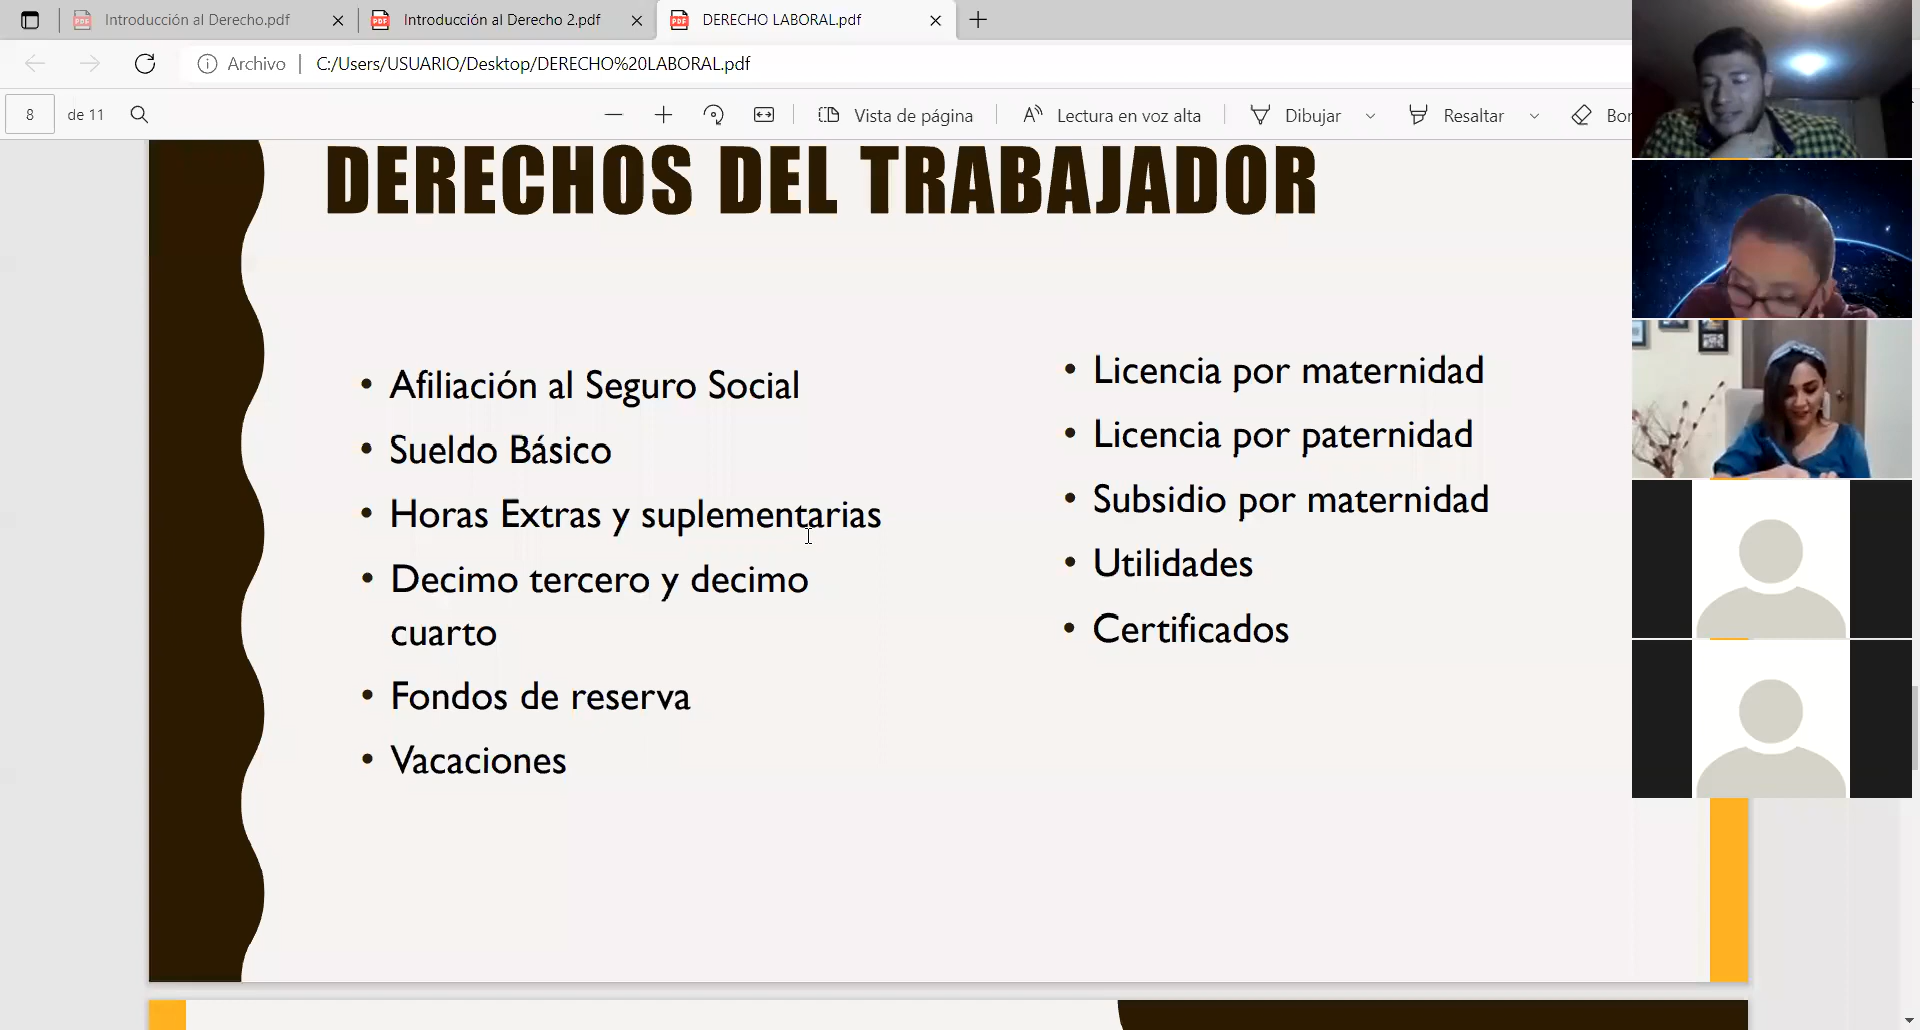 Introducción al Derecho.pdf
Introducción al Derecho 2.pdf
DERECHO LABORAL.pdf
Archivo | C:/Users/USUARIO/Desktop/DERECHO%20LABORAL.pdf
8 de 11
Vista de página
Lectura en voz alta
Dibujar
Resaltar
Bor
DERECHOS DEL TRABAJADOR
• Afiliación al Seguro Social
• Sueldo Básico
• Horas Extras y suplementarias
• Decimo tercero y decimo
cuarto
• Fondos de reserva
• Vacaciones
• Licencia por maternidad
• Licencia por paternidad
• Subsidio por maternidad
• Utilidades
• Certificados